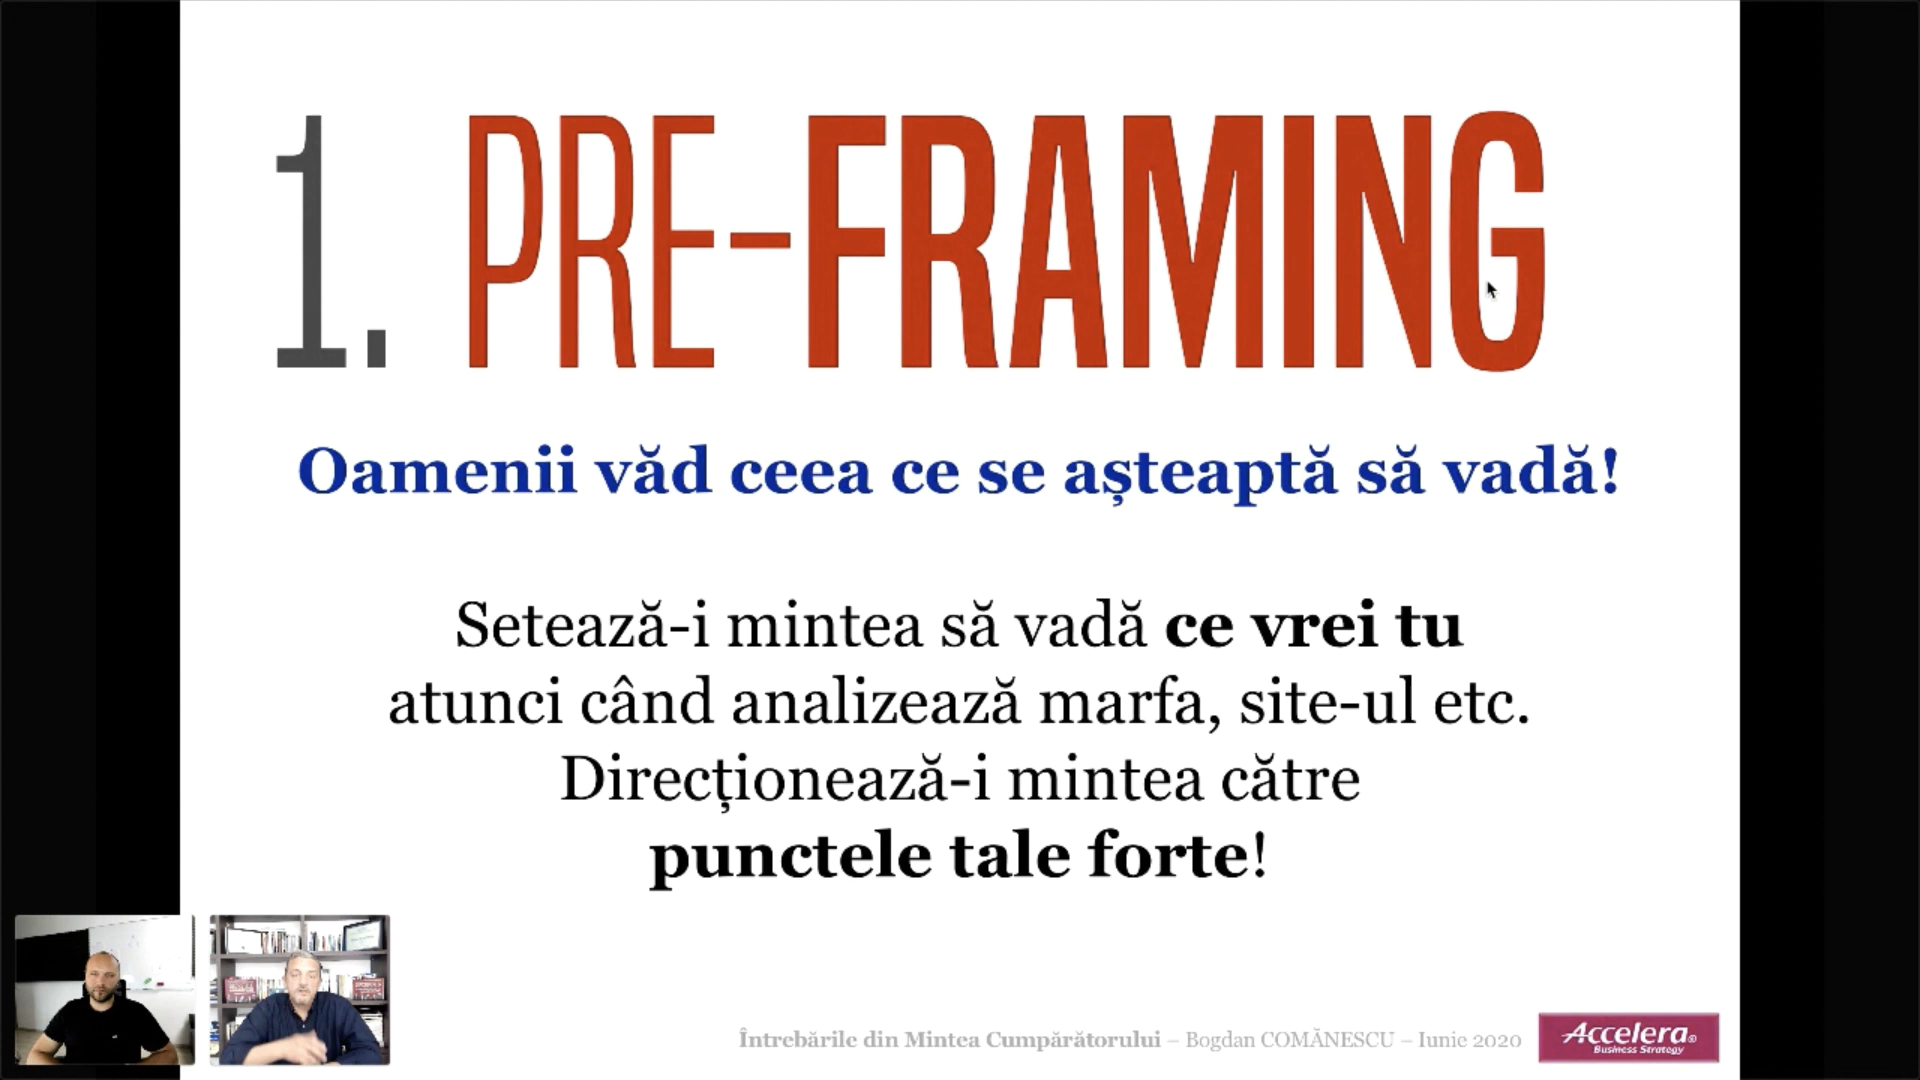 1. PRE-FRAMING
Oamenii văd ceea ce se așteaptă să vadă!
Setează-i mintea să vadă ce vrei tu
atunci când analizează marfa, site-ul etc.
Direcționează-i mintea către
punctele tale forte!
Întrebările din Mintea Cumpărătorului – Bogdan COMĂNESCU – Iunie 2020
Accelera®
Business Strategy